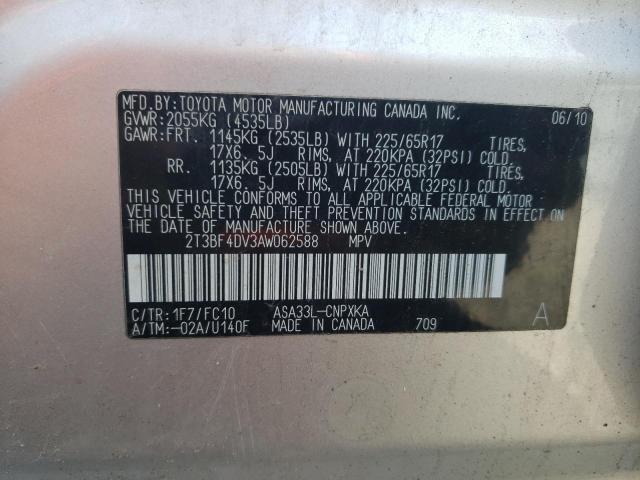 MFD.BY:TOYOTA MOTOR MANUFACTURING CANADA INC. 06/10
GVWR:2055KG (4535LB)
GAWR:FRT. 1145KG (2535LB) WITH 225/65R17 TIRES,
17X6. 5J RIMS, AT 220KPA (32PSI) COLD.
RR. 1135KG (2505LB) WITH 225/65R17 TIRES,
17X6. 5J RIMS, AT 220KPA (32PSI) COLD.
THIS VEHICLE CONFORMS TO ALL APPLICABLE FEDERAL MOTOR
VEHICLE SAFETY AND THEFT PREVENTION STANDARDS IN EFFECT ON
THE DATE OF MANUFACTURE SHOWN ABOVE.
2T3BF4DV3AW062588 MPV
C/TR:1F7/FC10 ASA33L-CNPXKA
A/TM:-02A/U140F MADE IN CANADA 709 A